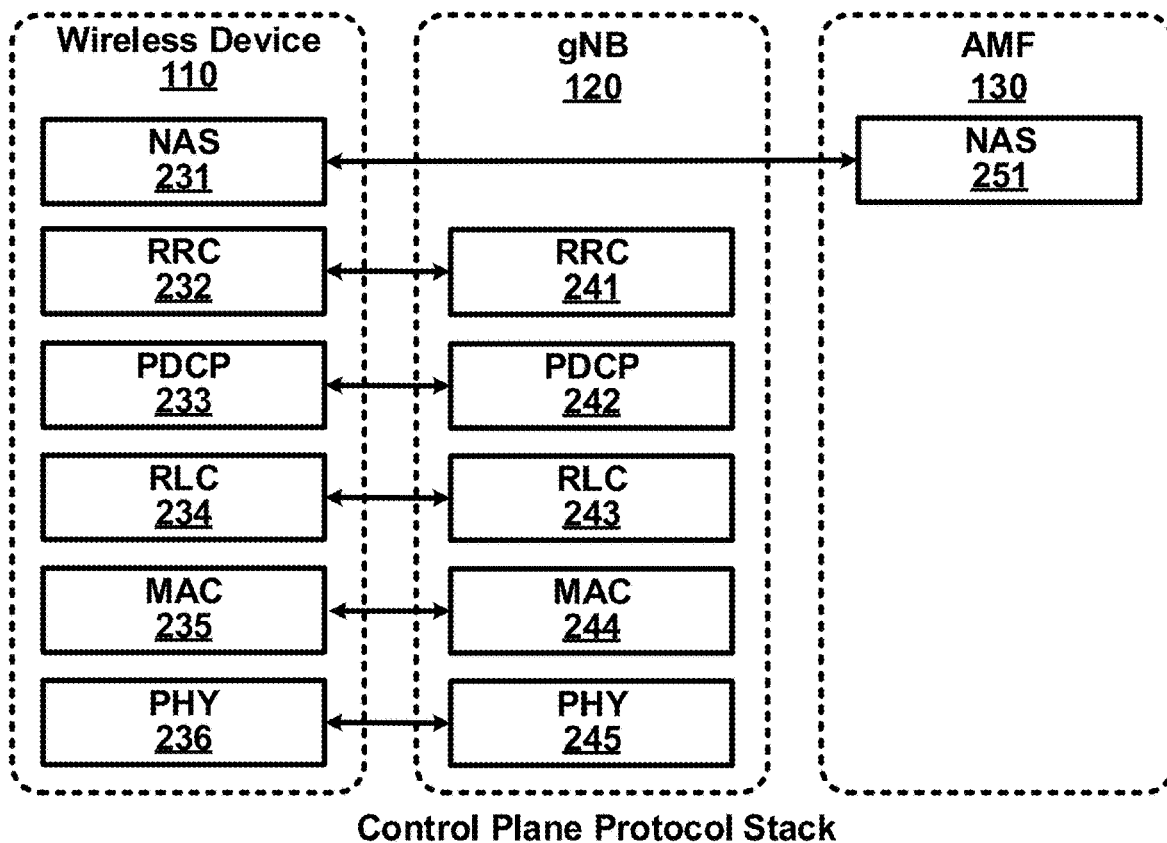 Wireless Device
110
gNB
120
AMF
130
NAS
231
NAS
251
RRC
232
RRC
241
PDCP
233
PDCP
242
RLC
234
RLC
243
MAC
235
MAC
244
PHY
236
PHY
245
Control Plane Protocol Stack